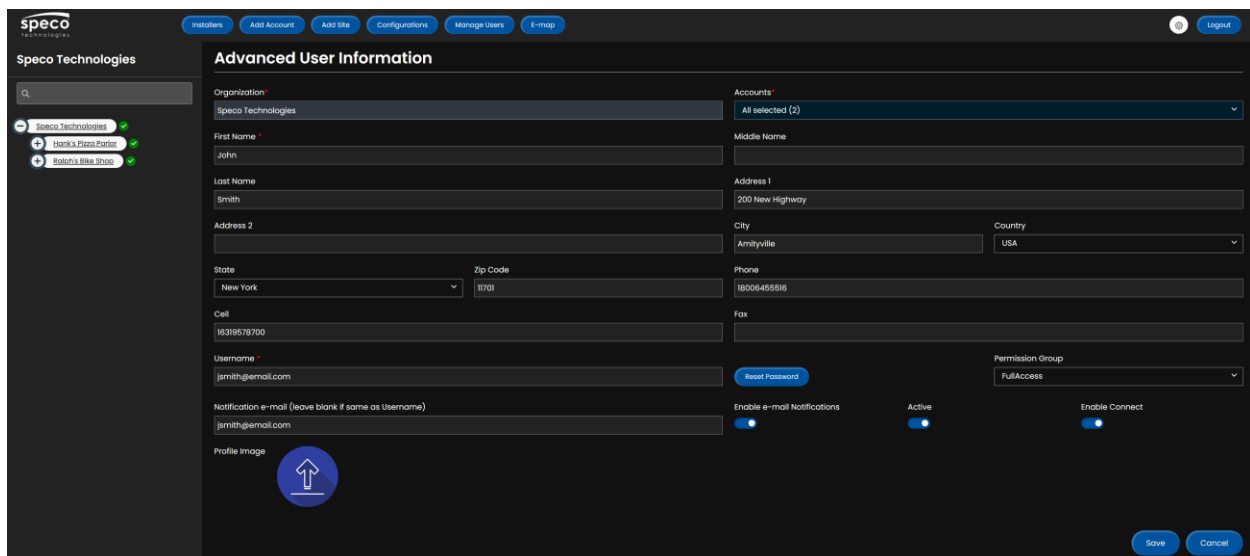 speco
technologies
Installers Add Account Add Site Configurations Manage Users E-map Logout
Speco Technologies
Advanced User Information
Organization* Accounts*
Speco Technologies All selected (2)
Speco Technologies
First Name * Middle Name
Hank's Pizza Parlor
Ralph's Bike Shop
John
Last Name Address 1
Smith 200 New Highway
Address 2 City Country
Amityville USA
State Zip Code Phone
New York 11701 18006455516
Cell Fax
16319578700
Username * Permission Group
jsmith@email.com Reset Password FullAccess
Notification e-mail (leave blank if same as Username) Enable e-mail Notifications Active Enable Connect
jsmith@email.com
Profile Image
Save Cancel